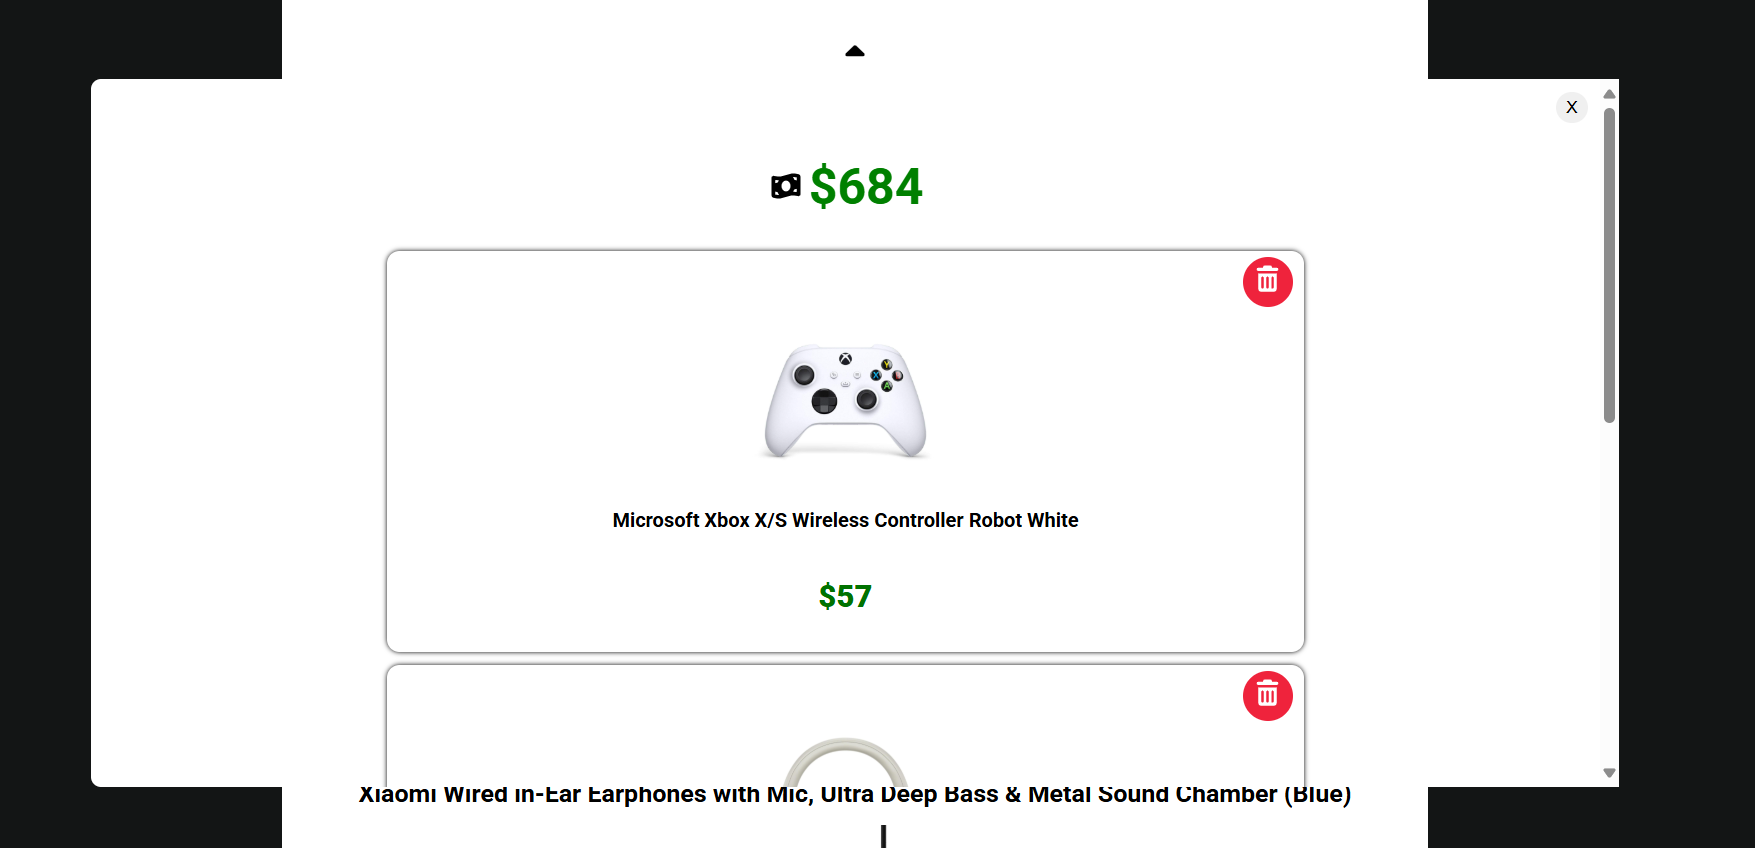 X
$684
Y
X
A
Microsoft Xbox X/S Wireless Controller Robot White
$57
Xiaomi Wired in-Ear Earphones with Mic, Ultra Deep Bass & Metal Sound Chamber (Blue)